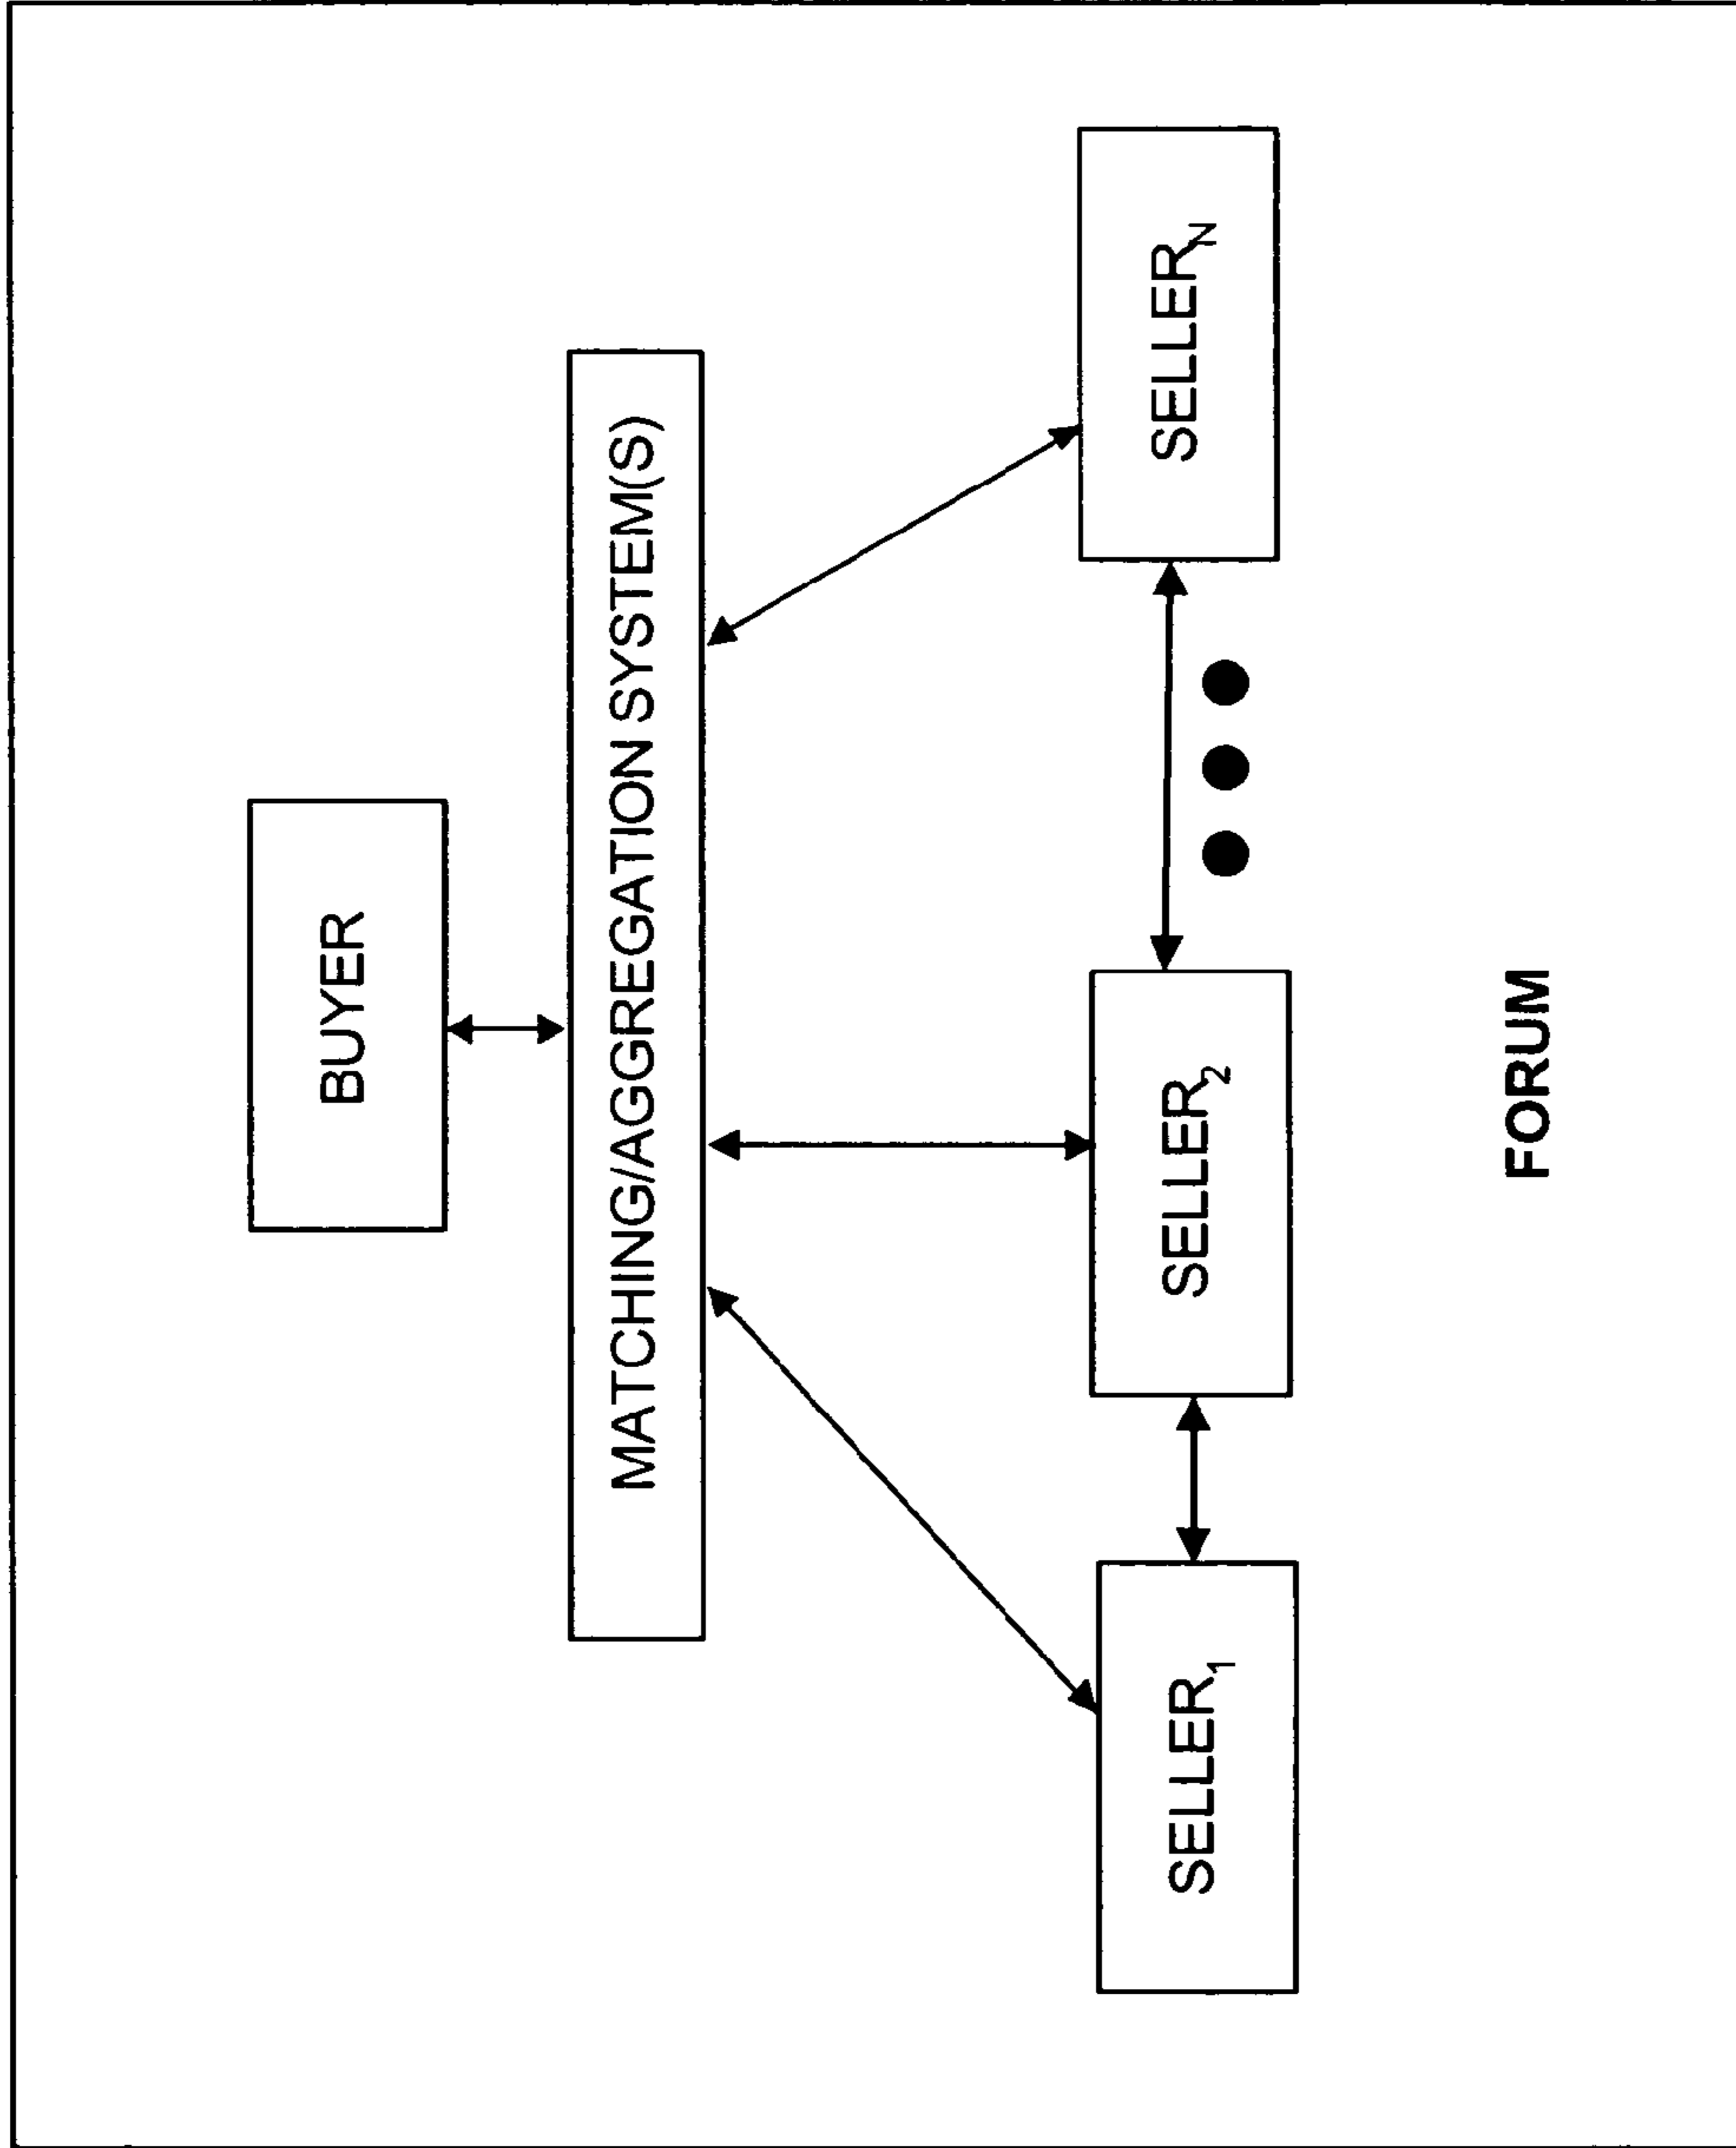 BUYER
MATCHING/AGGREGATION SYSTEM(S)
SELLER1
SELLER2
SELLERN
FORUM